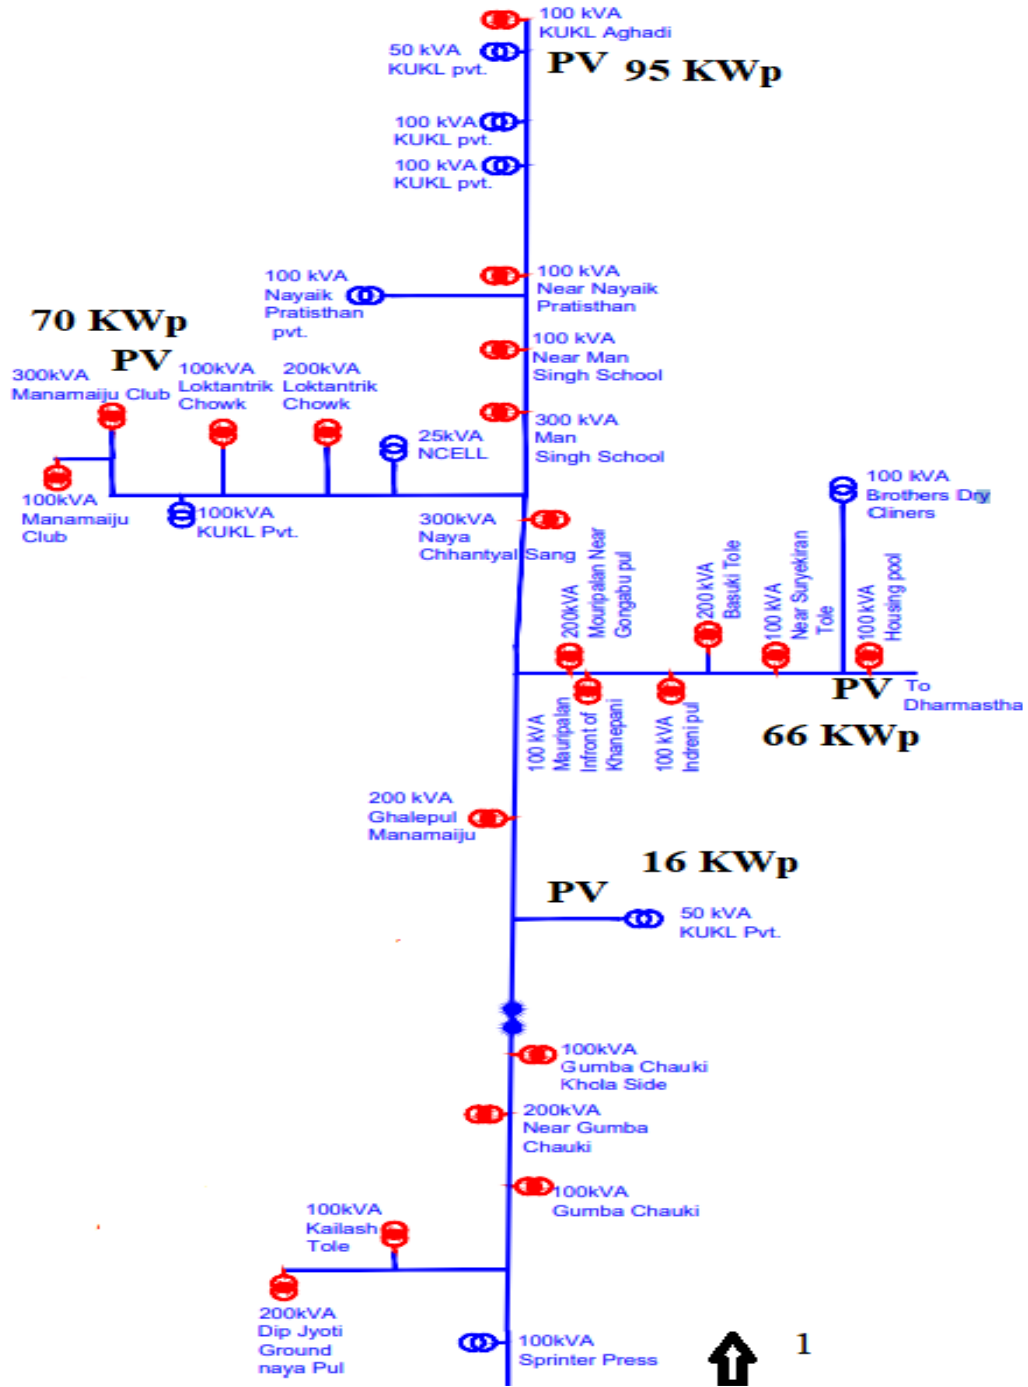 100 kVA
KUKL Aghadi
50 kVA
KUKL pvt.
PV 95 KWp
100 kVA
KUKL pvt.
100 kVA
KUKL pvt.
100 kVA
Nayaik
Pratisthan
pvt.
100 kVA
Near Nayaik
Pratisthan
70 KWp
PV
100 kVA
Near Man
Singh School
300kVA
Manamaiju Club
100kVA
Loktantrik
Chowk
200kVA
Loktantrik
Chowk
25kVA
NCELL
300 kVA
Man
Singh School
100kVA
Manamaiju
Club
100kVA
KUKL Pvt.
300kVA
Naya
Chhantyal Sang
100 kVA
Brothers Dry
Cliners
200kVA
Mouripalan Near
Gongabu pul
200 kVA
Basuki Tole
100 kVA
Near Suryekiran
Tole
100 kVA
Housing pool
100 kVA
Mauripalan
Infront of
Khanepani
100 kVA
Indreni pul
PV
To
Dharmastha
66 KWp
200 kVA
Ghalepul
Manamaiju
16 KWp
PV
50 kVA
KUKL Pvt.
100kVA
Gumba Chauki
Khola Side
200kVA
Near Gumba
Chauki
100kVA
Gumba Chauki
100kVA
Kailash
Tole
200kVA
Dip Jyoti
Ground
naya Pul
100kVA
Sprinter Press
1